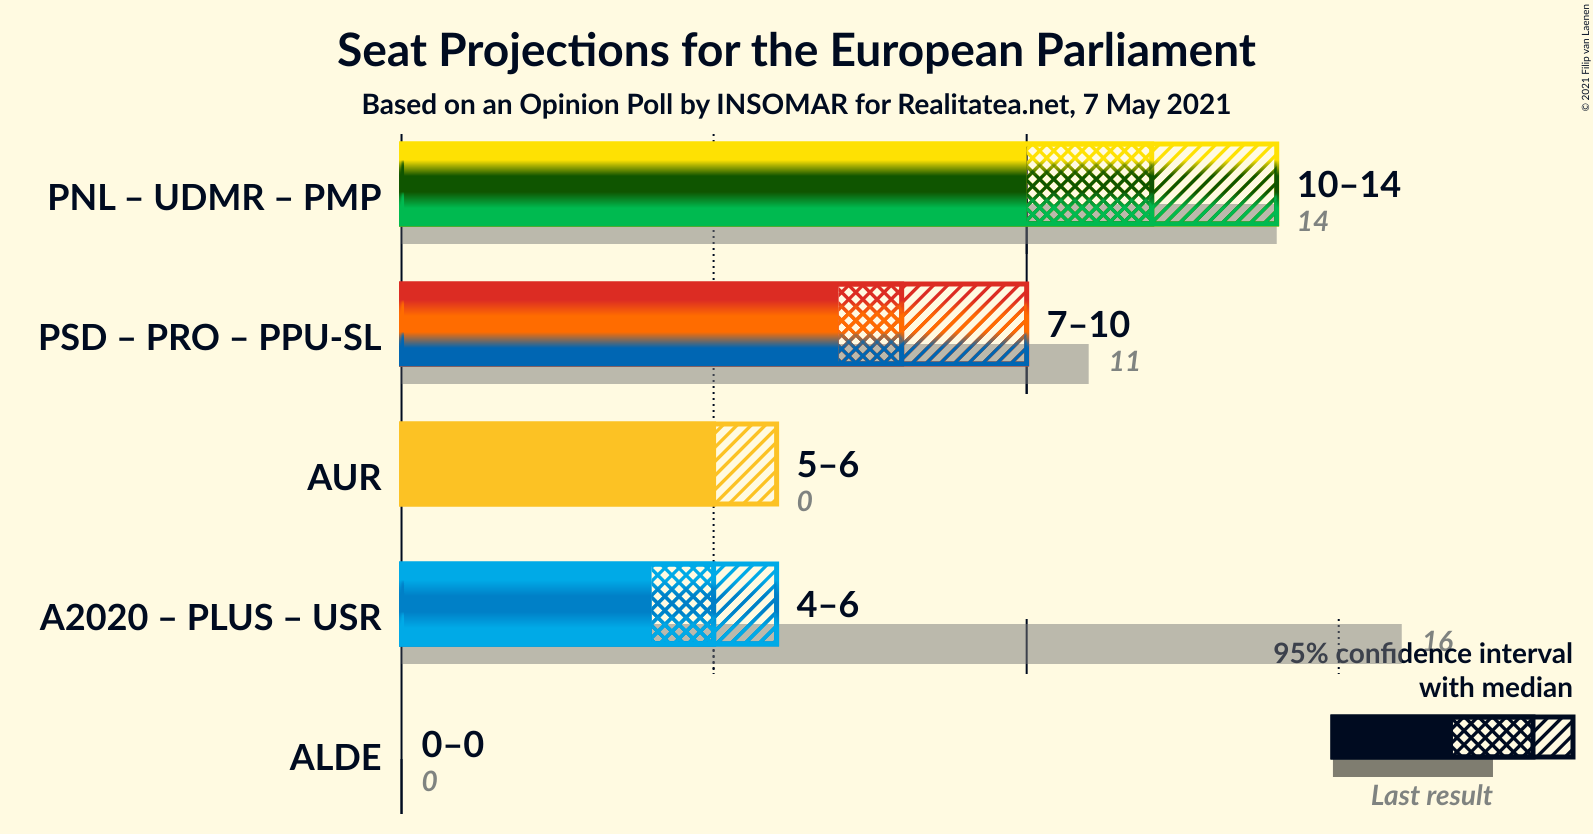 Seat Projections for the European Parliament
Based on an Opinion Poll by INSOMAR for Realitatea.net, 7 May 2021
© 2021 Filip van Laenen
PNL – UDMR – PMP
10–14
14
PSD – PRO – PPU-SL
7–10
11
AUR
5–6
0
A2020 – PLUS – USR
4–6
16
95% confidence interval
with median
ALDE
0–0
0
Last result